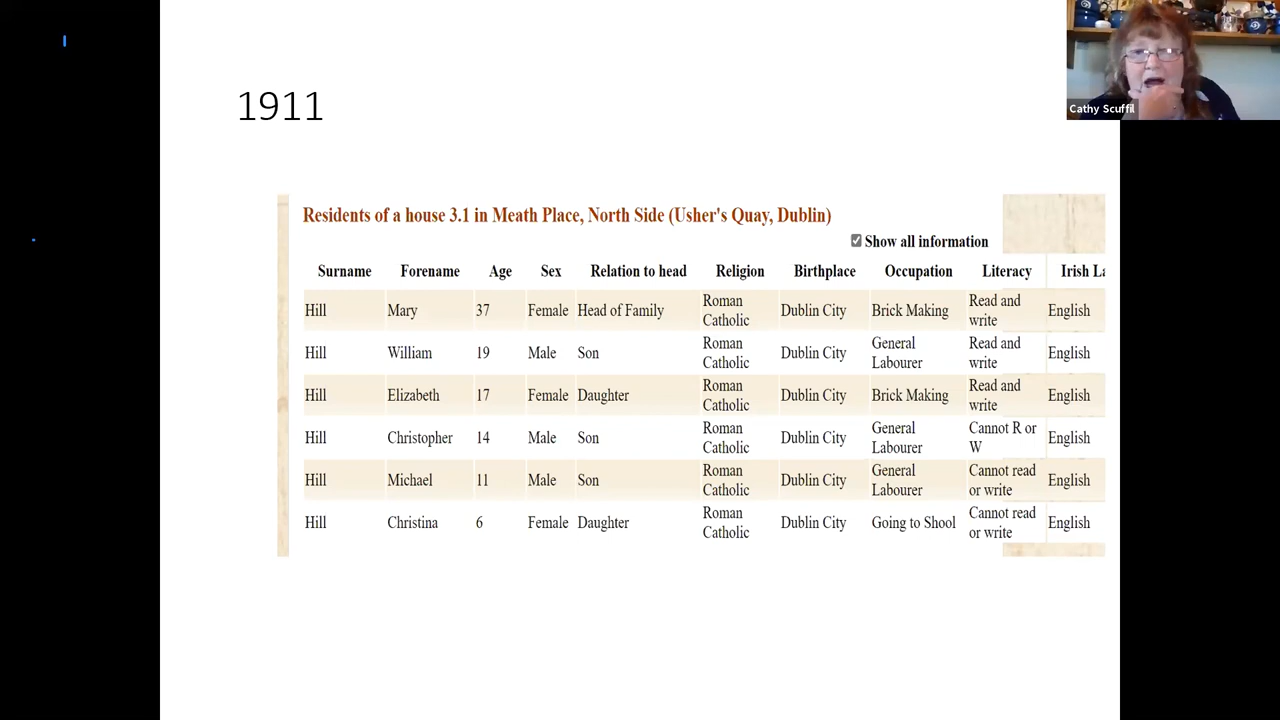 Cathy Scuffil
1911
Residents of a house 3.1 in Meath Place, North Side (Usher's Quay, Dublin)
Show all information
Surname Forename Age Sex Relation to head Religion Birthplace Occupation Literacy Irish La
Hill Mary 37 Female Head of Family Roman Catholic Dublin City Brick Making Read and write English
Hill William 19 Male Son Roman Catholic Dublin City General Labourer Read and write English
Hill Elizabeth 17 Female Daughter Roman Catholic Dublin City Brick Making Read and write English
Hill Christopher 14 Male Son Roman Catholic Dublin City General Labourer Cannot R or W English
Hill Michael 11 Male Son Roman Catholic Dublin City General Labourer Cannot read or write English
Hill Christina 6 Female Daughter Roman Catholic Dublin City Going to Shool Cannot read or write English